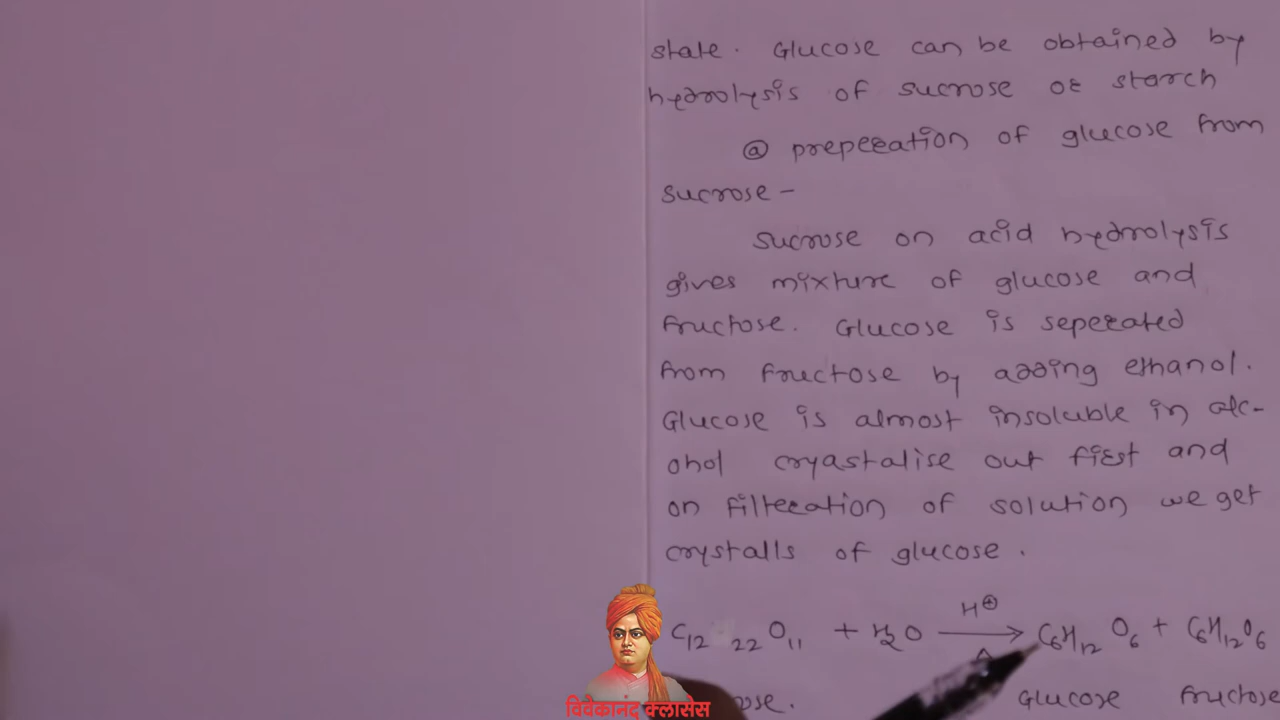 state. Glucose can be obtained by
hydrolysis of sucrose or starch
ⓐ preperation of glucose from
sucrose -
Sucrose on acid hydrolysis
gives mixture of glucose and
fructose. Glucose is seperated
from fructose by adding ethanol.
Glucose is almost insoluble in alc-
ohol cryastalise out first and
on filteration of solution we get
crystalls of glucose.
H⊕
C12 22O11 + H2O ⟶ C6H12O6 + C6H12O6
Δ
ose. Glucose fructose
विवेकानंद क्लासेस